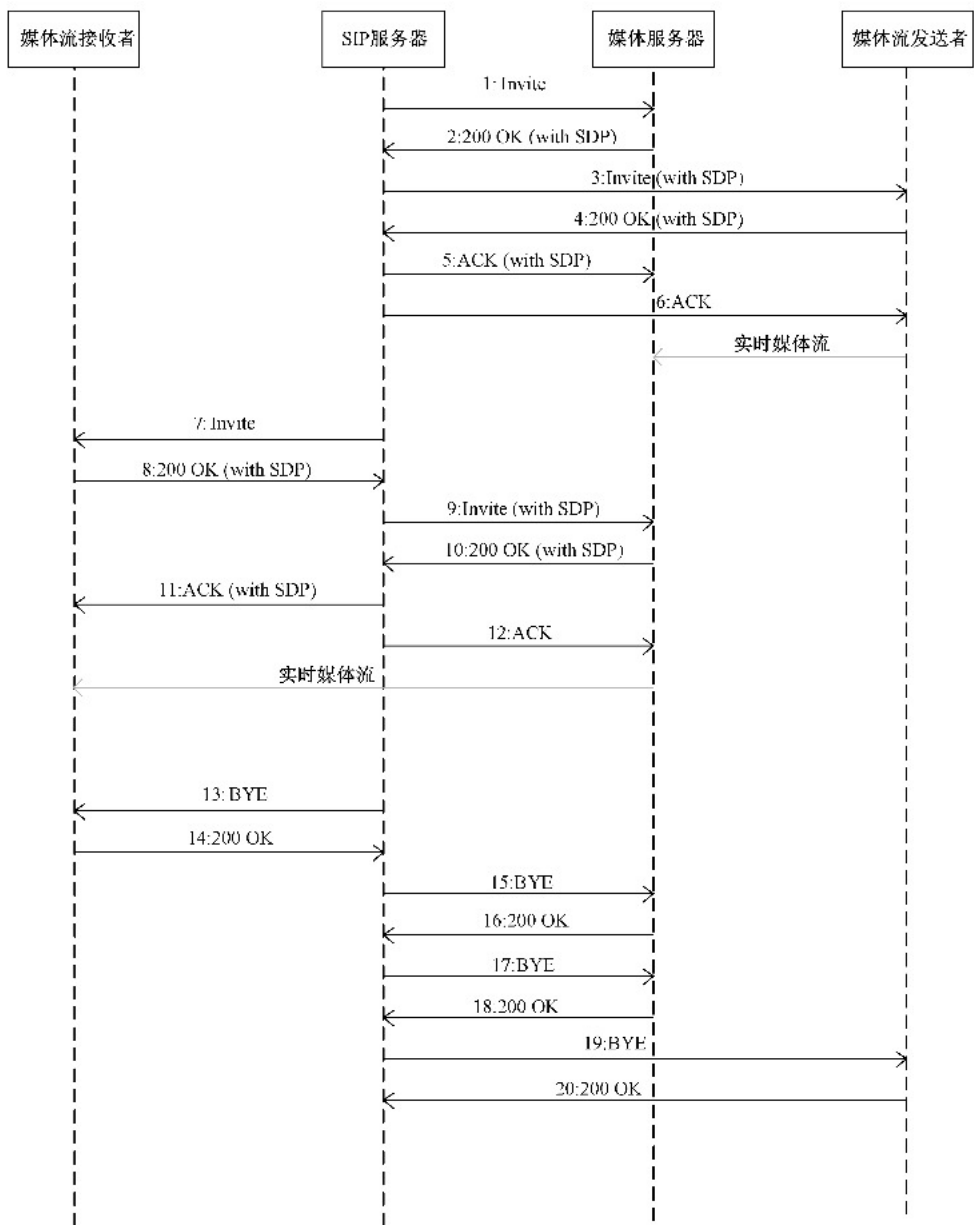 媒体流接收者
SIP服务器
媒体服务器
媒体流发送者
1: Invite
2:200 OK (with SDP)
3:Invite (with SDP)
4:200 OK (with SDP)
5:ACK (with SDP)
6:ACK
实时媒体流
7: Invite
8:200 OK (with SDP)
9:Invite (with SDP)
10:200 OK (with SDP)
11:ACK (with SDP)
12:ACK
实时媒体流
13: BYE
14:200 OK
15:BYE
16:200 OK
17:BYE
18.200 OK
19:BYE
20:200 OK